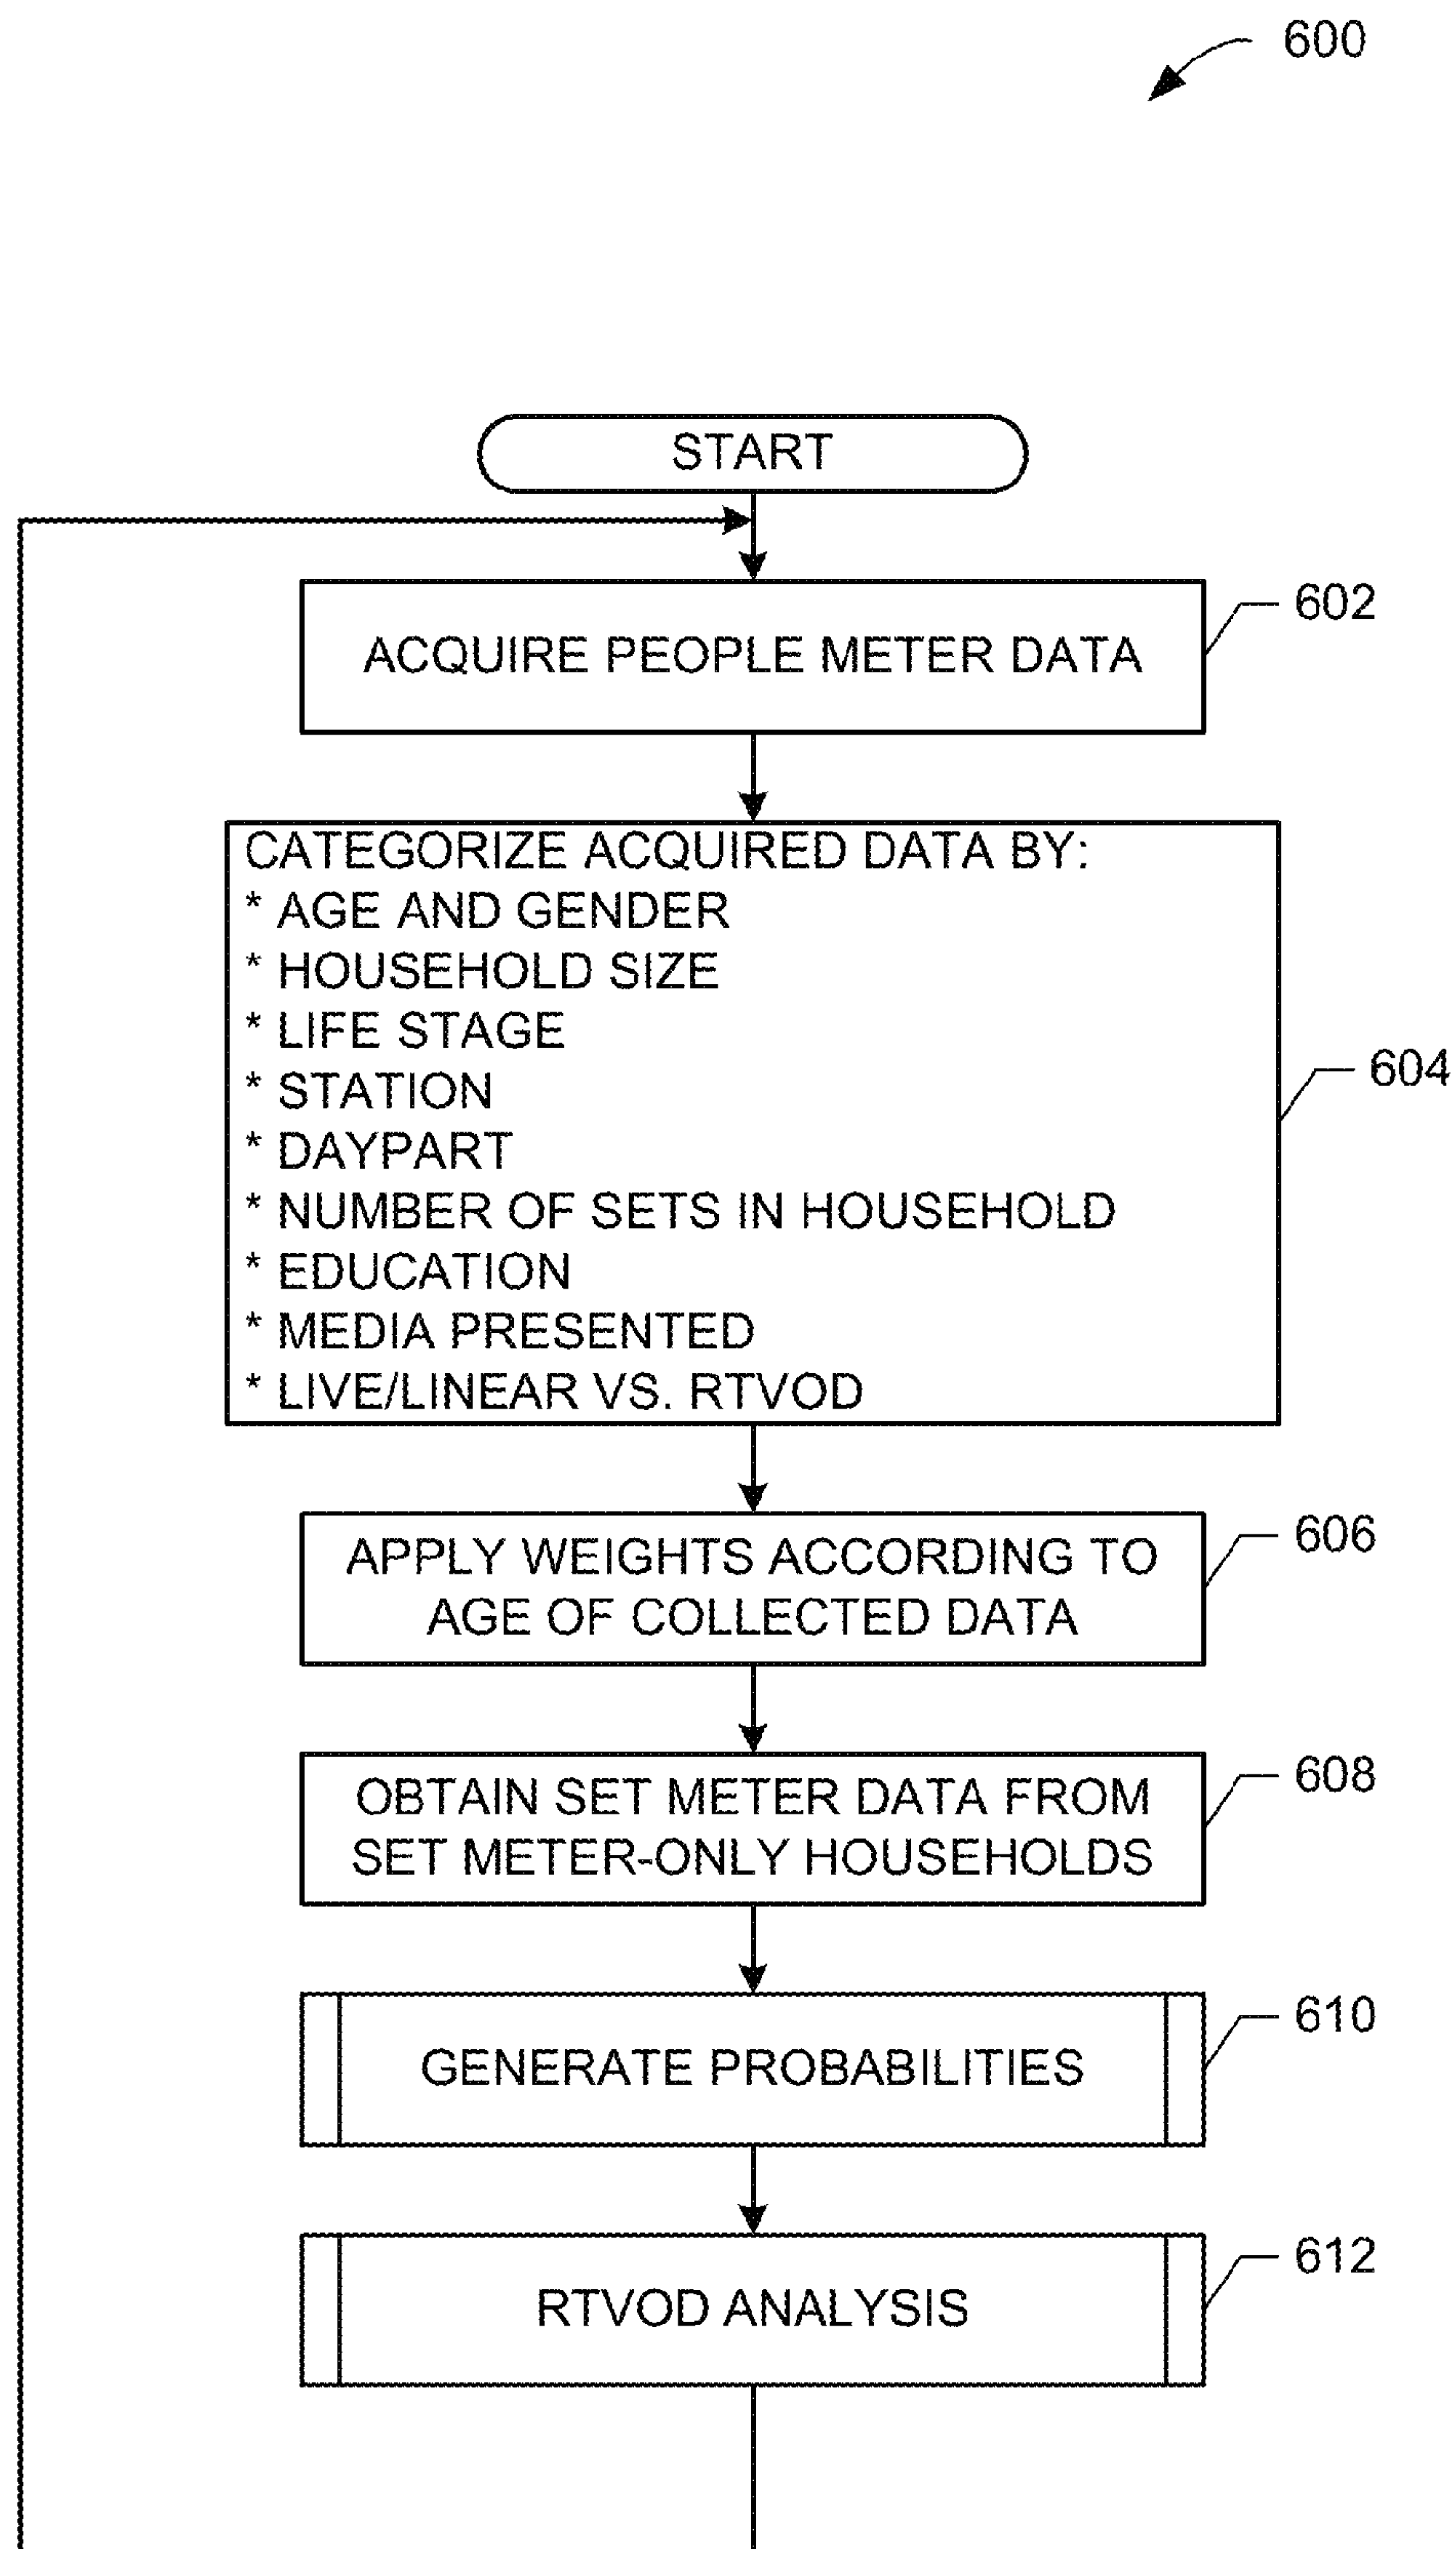 600
START
ACQUIRE PEOPLE METER DATA
602
CATEGORIZE ACQUIRED DATA BY:
* AGE AND GENDER
* HOUSEHOLD SIZE
* LIFE STAGE
* STATION
* DAYPART
* NUMBER OF SETS IN HOUSEHOLD
* EDUCATION
* MEDIA PRESENTED
* LIVE/LINEAR VS. RTVOD
604
APPLY WEIGHTS ACCORDING TO
AGE OF COLLECTED DATA
606
OBTAIN SET METER DATA FROM
SET METER-ONLY HOUSEHOLDS
608
GENERATE PROBABILITIES
610
RTVOD ANALYSIS
612